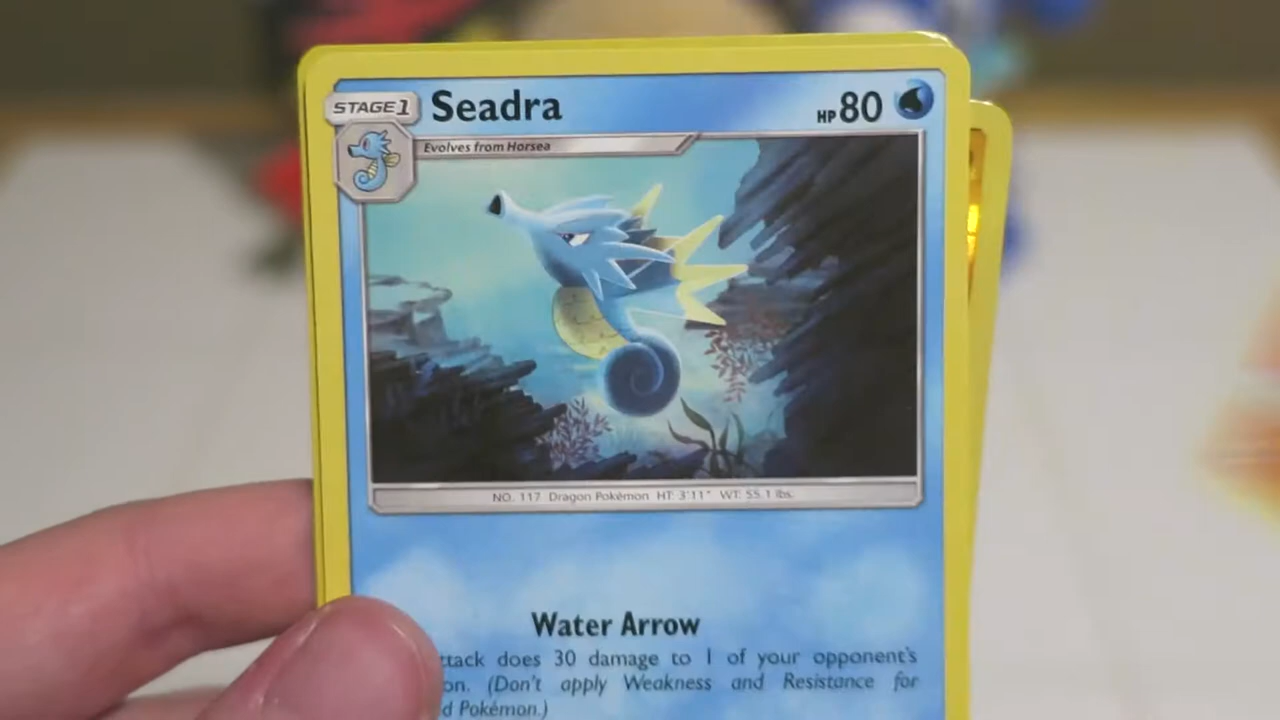 STAGE 1 Seadra HP 80
Evolves from Horsea
NO. 117 Dragon Pokémon HT: 3'11" WT: 55.1 lbs.
Water Arrow
ttack does 30 damage to 1 of your opponent's
on. (Don't apply Weakness and Resistance for
d Pokémon.)